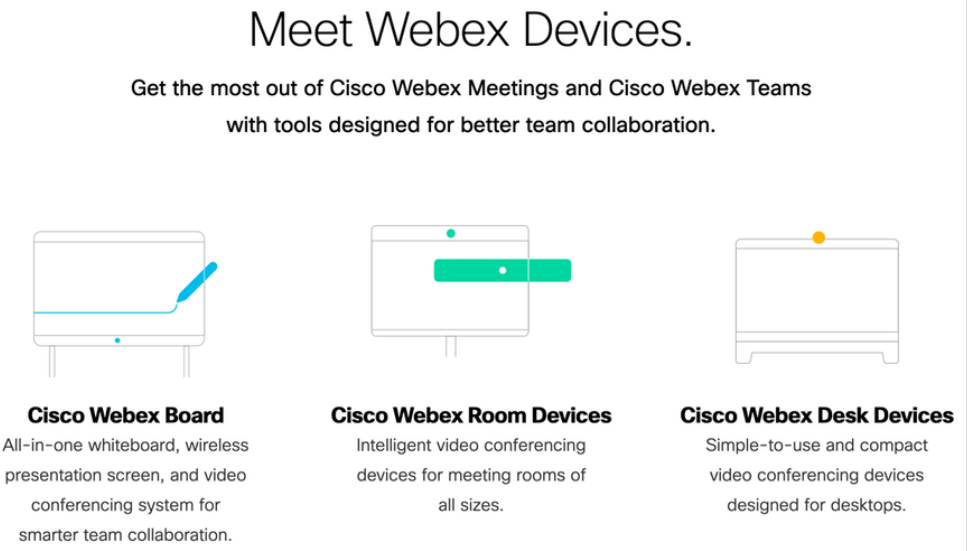 Meet Webex Devices.
Get the most out of Cisco Webex Meetings and Cisco Webex Teams
with tools designed for better team collaboration.
Cisco Webex Board
All-in-one whiteboard, wireless
presentation screen, and video
conferencing system for
smarter team collaboration.
Cisco Webex Room Devices
Intelligent video conferencing
devices for meeting rooms of
all sizes.
Cisco Webex Desk Devices
Simple-to-use and compact
video conferencing devices
designed for desktops.